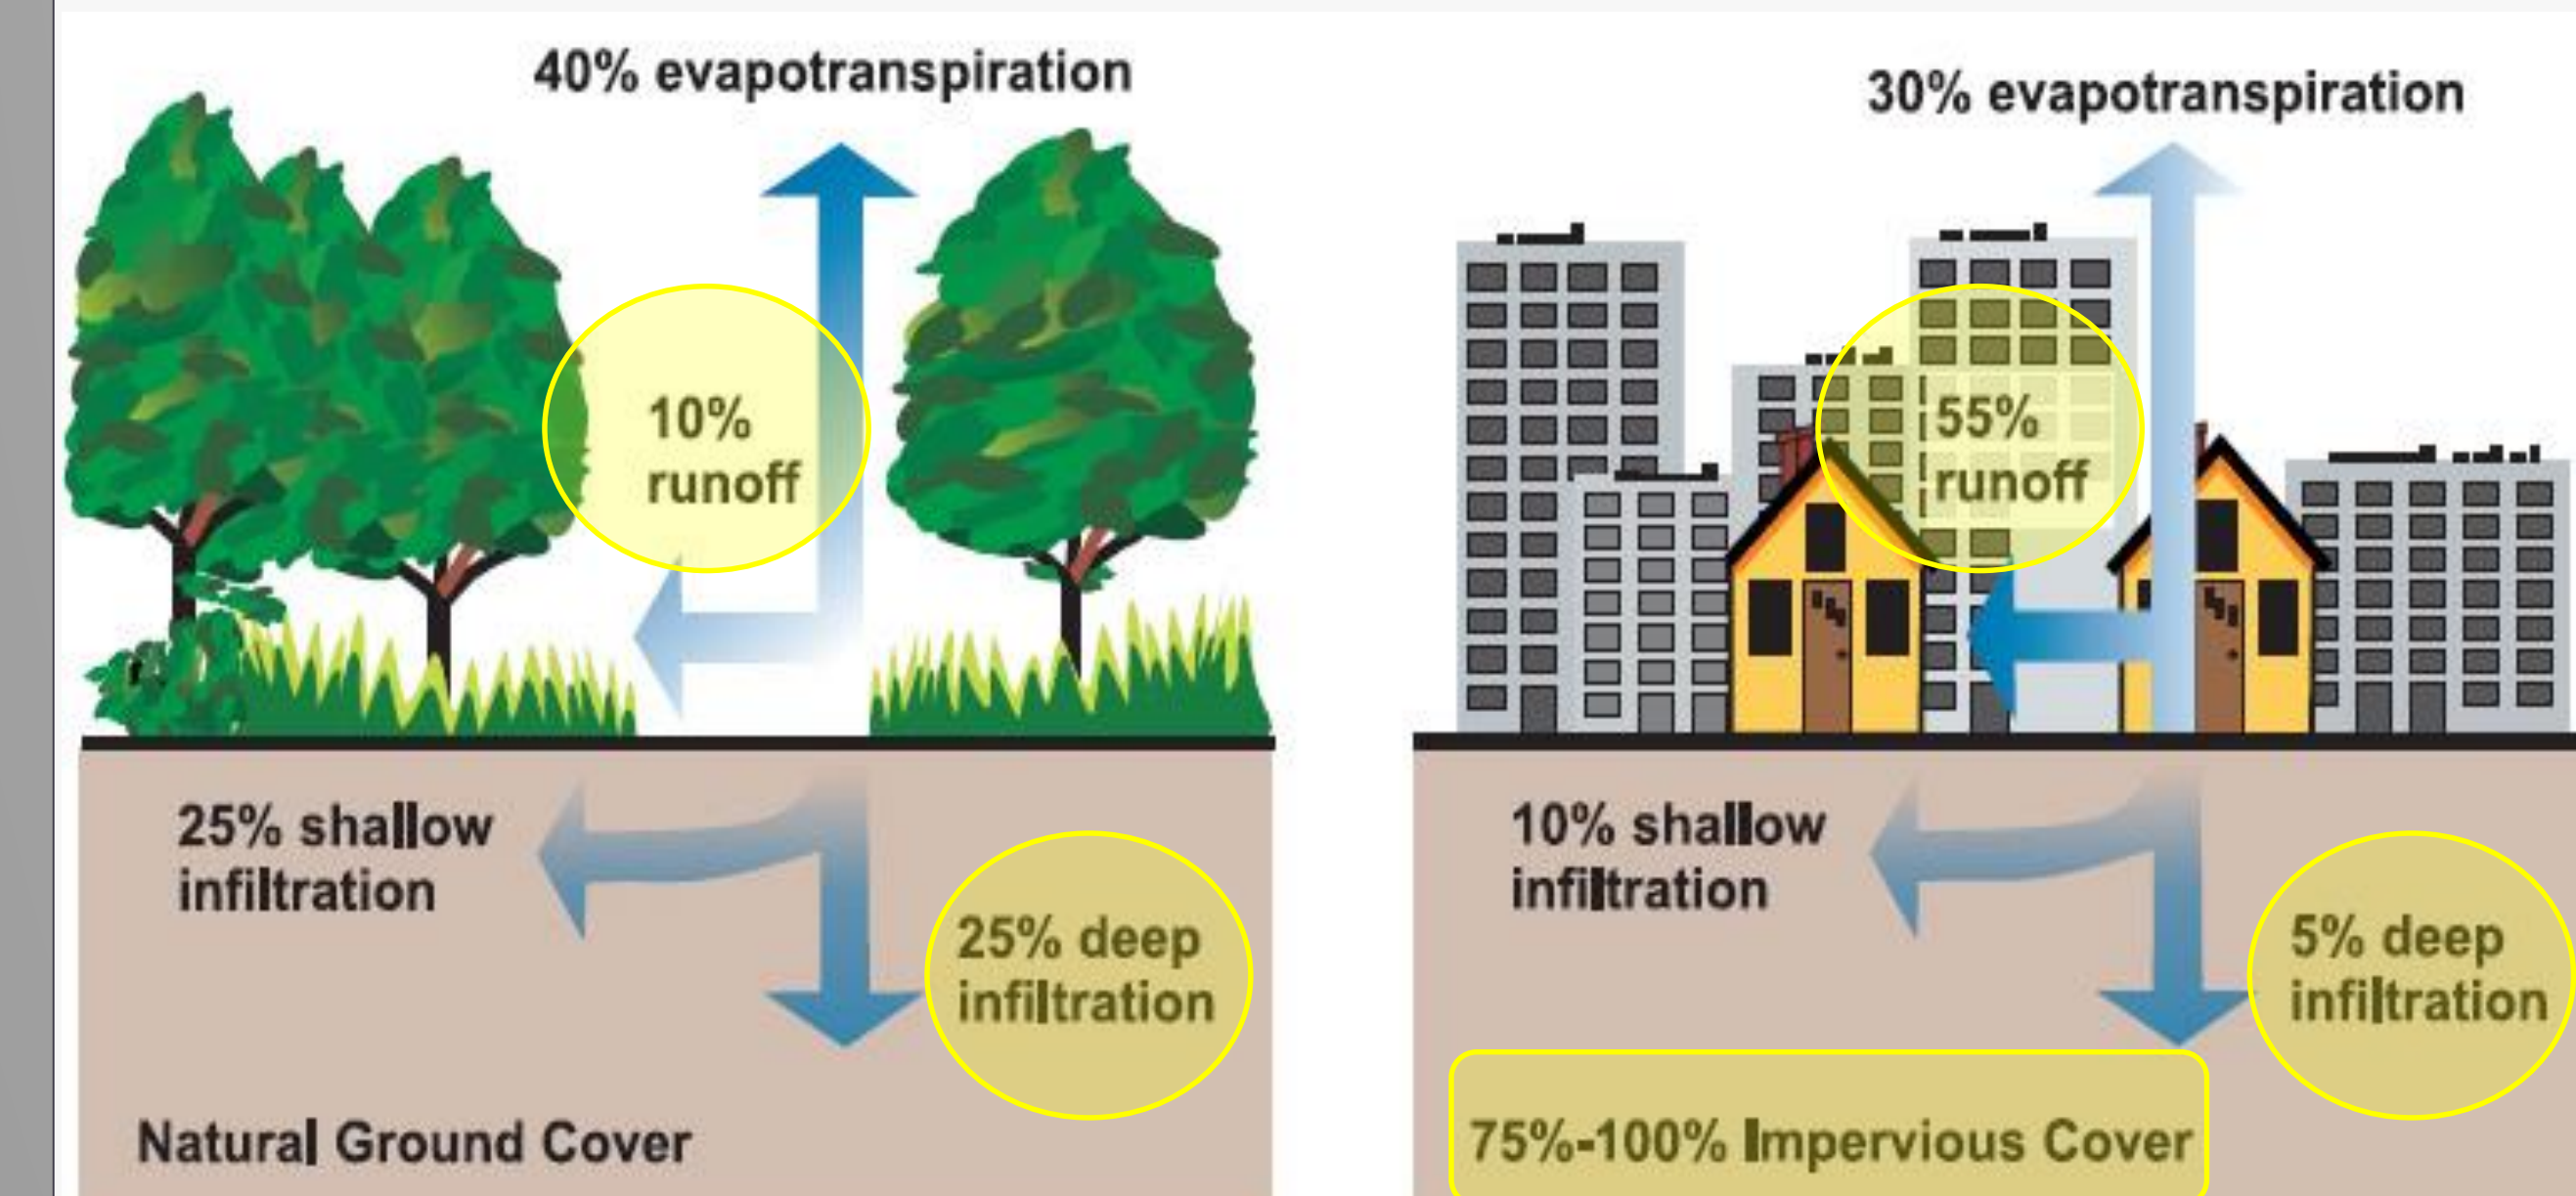 40% evapotranspiration
10%
runoff
25% shallow
infiltration
25% deep
infiltration
Natural Ground Cover
30% evapotranspiration
55%
runoff
10% shallow
infiltration
5% deep
infiltration
75%-100% Impervious Cover